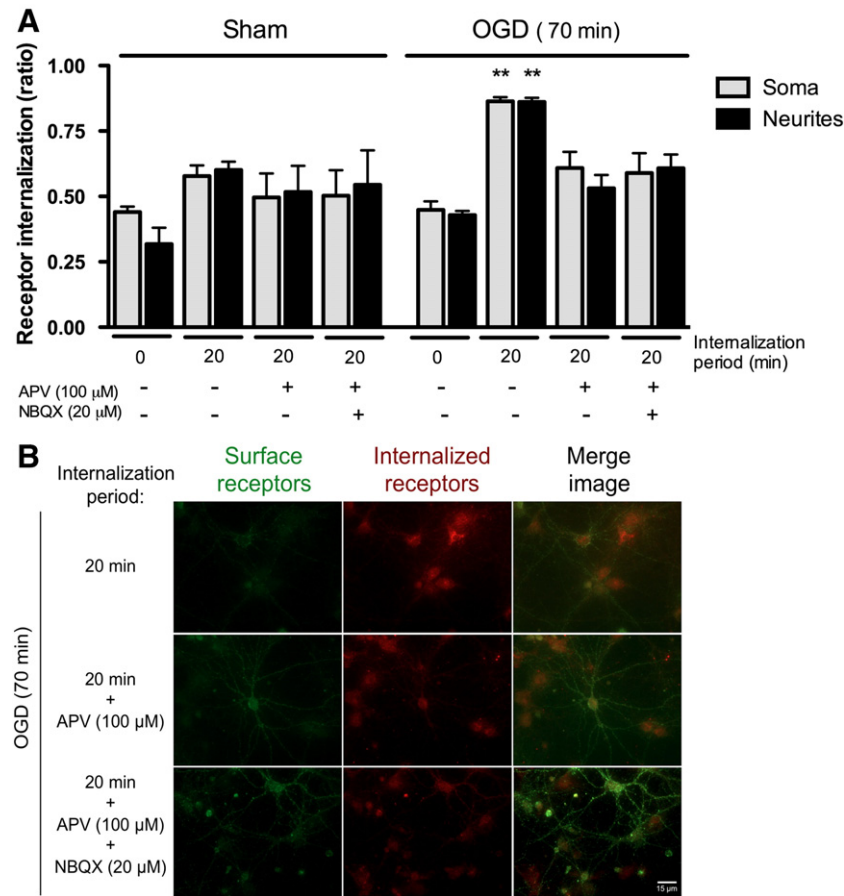 A
Sham
OGD ( 70 min)
Receptor internalization (ratio)
1.00
0.75
0.50
0.25
0.00
** **
Soma
Neurites
0 20 20 20 0 20 20 20
Internalization
period (min)
APV (100 µM) - - + + - - + +
NBQX (20 µM) - - - + - - - +
B
Internalization
period:
Surface
receptors
Internalized
receptors
Merge
image
OGD (70 min)
20 min
20 min
+
APV (100 µM)
20 min
+
APV (100 µM)
+
NBQX (20 µM)
15 µm